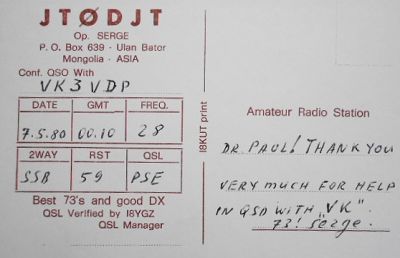 JTØDJT
Op. SERGE
P. O. Box 639 - Ulan Bator
Mongolia - ASIA
Conf. QSO With
VK3VDP
DATE GMT FREQ.
7.5.80 00.10 28
2WAY RST QSL
SSB 59 PSE
Best 73's and good DX
QSL Verified by I8YGZ
QSL Manager
I8KUT print
Amateur Radio Station
DR PAUL! THANK YOU
VERY MUCH FOR HELP
IN QSO WITH "VK".
73! Serge.